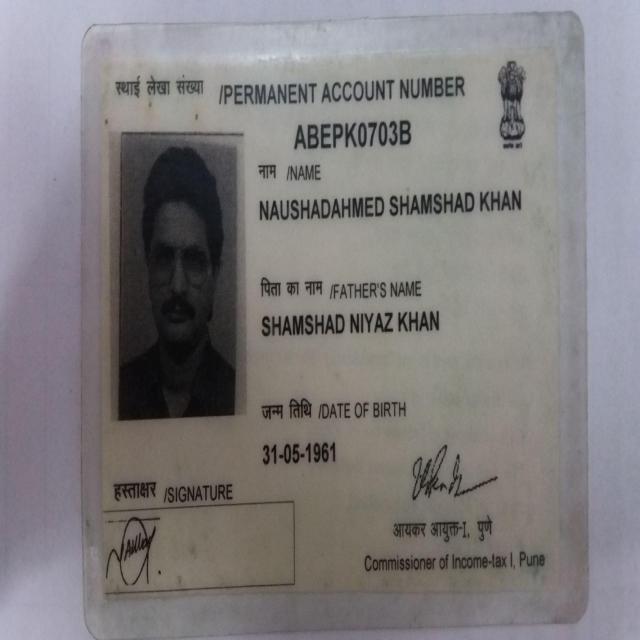 स्थाई लेखा संख्या /PERMANENT ACCOUNT NUMBER
ABEPK0703B
नाम /NAME
NAUSHADAHMED SHAMSHAD KHAN
पिता का नाम /FATHER'S NAME
SHAMSHAD NIYAZ KHAN
जन्म तिथि /DATE OF BIRTH
31-05-1961
हस्ताक्षर /SIGNATURE
आयकर आयुक्त-I, पुणे
Commissioner of Income-tax I, Pune